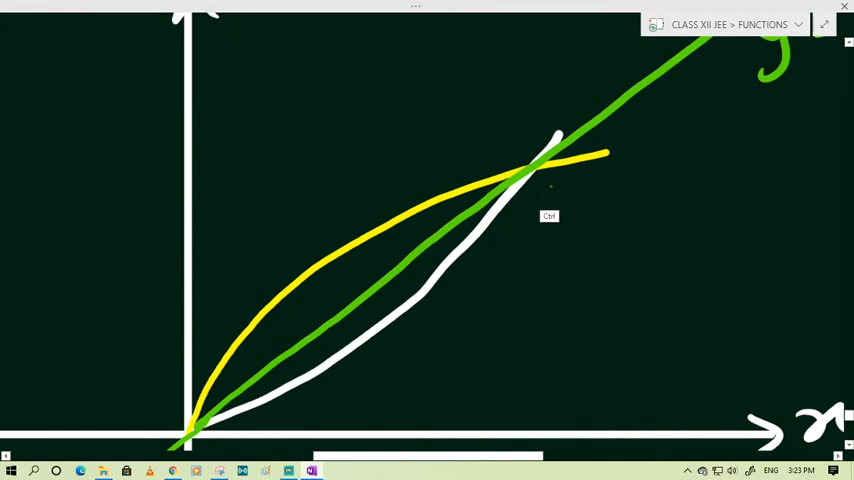 CLASS XII JEE > FUNCTIONS
y
Ctrl
x
ENG
3:23 PM